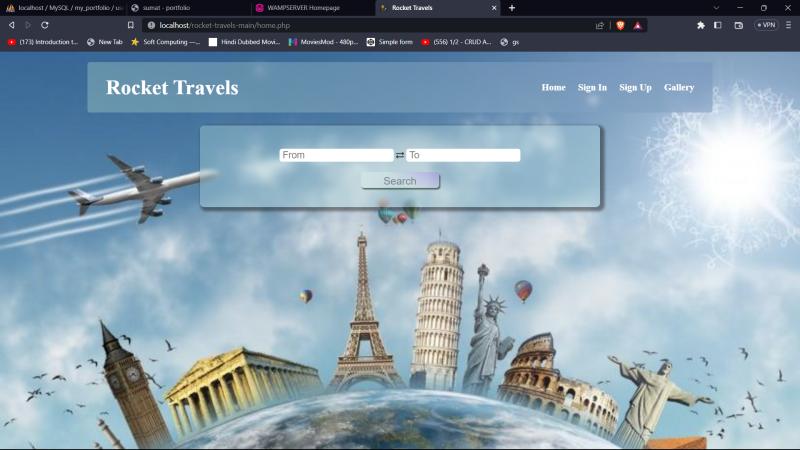 localhost / MySQL / my_portfolio / us
sumat - portfolio
WAMPSERVER Homepage
Rocket Travels
localhost/rocket-travels-main/home.php
VPN
(173) Introduction t...
New Tab
Soft Computing —...
Hindi Dubbed Movi...
MoviesMod - 480p...
Simple form
(556) 1/2 - CRUD A...
gs
Rocket Travels
Home Sign In Sign Up Gallery
From ⇄ To
Search